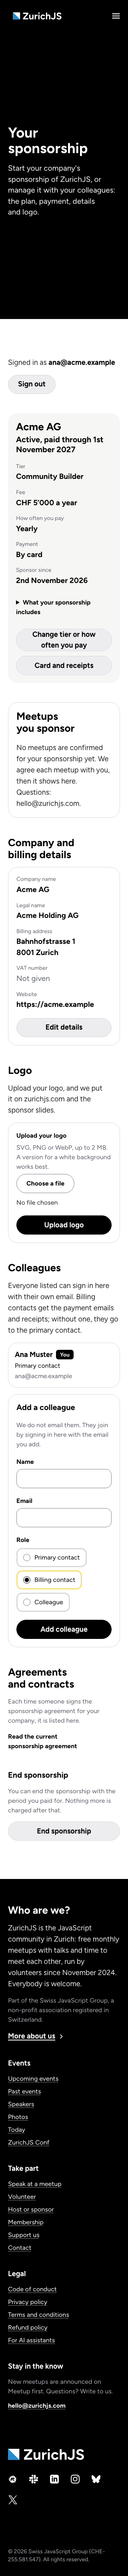 ZurichJS
Your
sponsorship
Start your company's
sponsorship of ZurichJS, or
manage it with your colleagues:
the plan, payment, details
and logo.
Signed in as ana@acme.example
Sign out
Acme AG
Active, paid through 1st
November 2027
Tier
Community Builder
Fee
CHF 5'000 a year
How often you pay
Yearly
Payment
By card
Sponsor since
2nd November 2026
What your sponsorship
includes
Change tier or how
often you pay
Card and receipts
Meetups
you sponsor
No meetups are confirmed
for your sponsorship yet. We
agree each meetup with you,
then it shows here.
Questions:
hello@zurichjs.com.
Company and
billing details
Company name
Acme AG
Legal name
Acme Holding AG
Billing address
Bahnhofstrasse 1
8001 Zurich
VAT number
Not given
Website
https://acme.example
Edit details
Logo
Upload your logo, and we put
it on zurichjs.com and the
sponsor slides.
Upload your logo
SVG, PNG or WebP, up to 2 MB.
A version for a white background
works best.
Choose a file
No file chosen
Upload logo
Colleagues
Everyone listed can sign in here
with their own email. Billing
contacts get the payment emails
and receipts; without one, they go
to the primary contact.
Ana Muster You
Primary contact
ana@acme.example
Add a colleague
We do not email them. They join
by signing in here with the email
you add.
Name
Email
Role
Primary contact
Billing contact
Colleague
Add colleague
Agreements
and contracts
Each time someone signs the
sponsorship agreement for your
company, it is listed here.
Read the current
sponsorship agreement
End sponsorship
You can end the sponsorship with the
period you paid for. Nothing more is
charged after that.
End sponsorship
Who are we?
ZurichJS is the JavaScript
community in Zurich: free monthly
meetups with talks and time to
meet each other, run by
volunteers since November 2024.
Everybody is welcome.
Part of the Swiss JavaScript Group, a
non-profit association registered in
Switzerland.
More about us
Events
Upcoming events
Past events
Speakers
Photos
Today
ZurichJS Conf
Take part
Speak at a meetup
Volunteer
Host or sponsor
Membership
Support us
Contact
Legal
Code of conduct
Privacy policy
Terms and conditions
Refund policy
For AI assistants
Stay in the know
New meetups are announced on
Meetup first. Questions? Write to us.
hello@zurichjs.com
ZurichJS
© 2026 Swiss JavaScript Group (CHE-
255.581.547). All rights reserved.